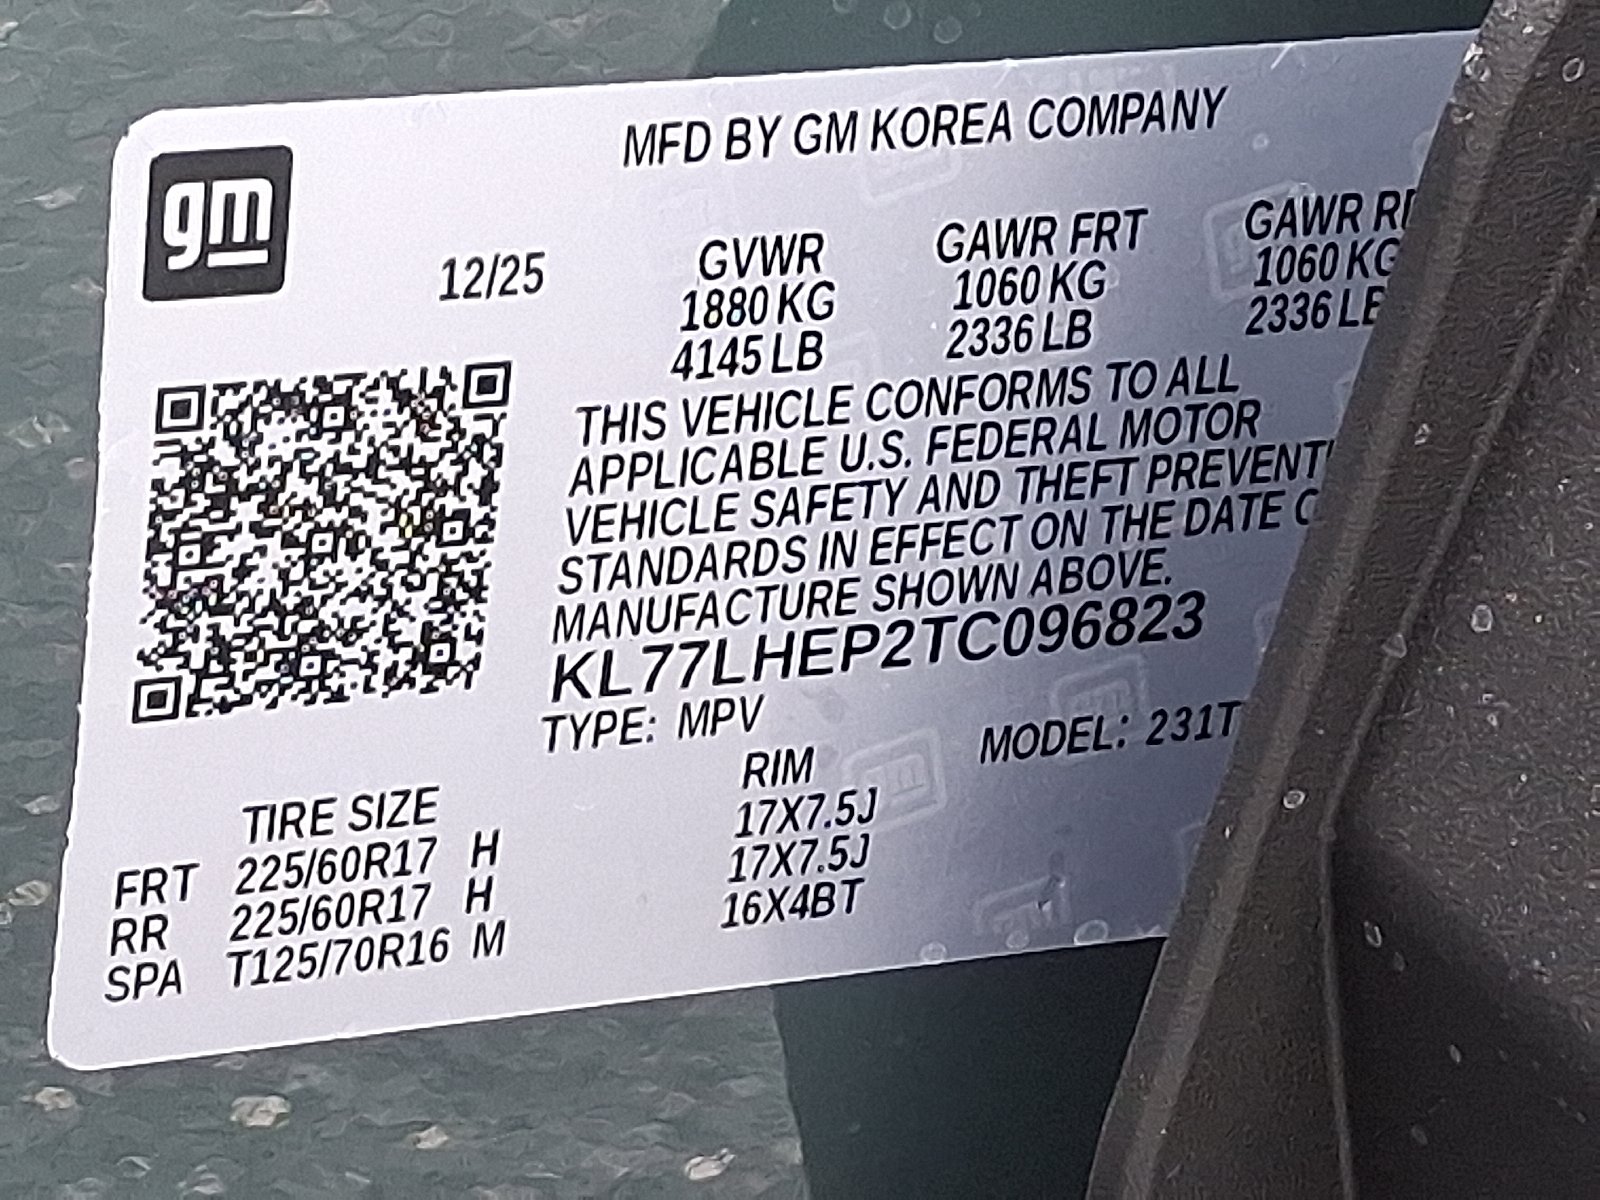 gm
MFD BY GM KOREA COMPANY
12/25
GVWR GAWR FRT GAWR
1880 KG 1060 KG 1060 KG
4145 LB 2336 LB 2336 LB
THIS VEHICLE CONFORMS TO ALL
APPLICABLE U.S. FEDERAL MOTOR
VEHICLE SAFETY AND THEFT PREVENT
STANDARDS IN EFFECT ON THE DATE
MANUFACTURE SHOWN ABOVE.
KL77LHEP2TC096823
TYPE: MPV MODEL: 231T
TIRE SIZE RIM
FRT 225/60R17 H 17X7.5J
RR 225/60R17 H 17X7.5J
SPA T125/70R16 M 16X4BT